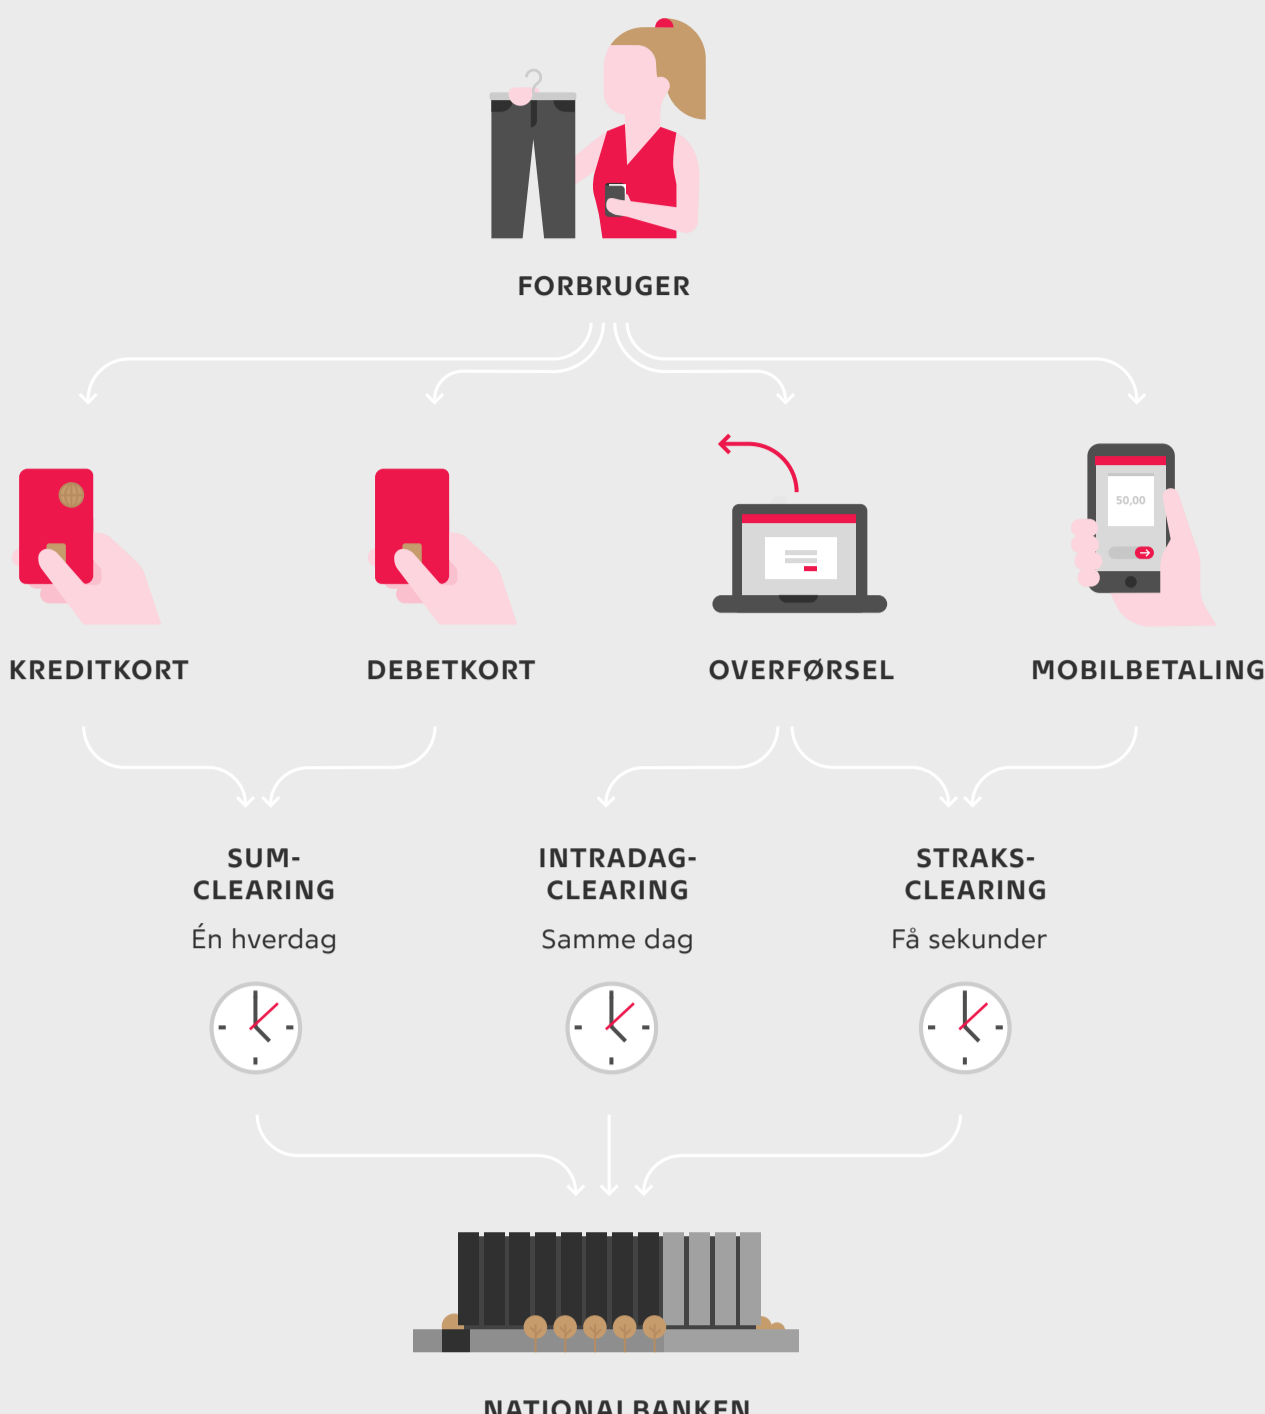 FORBRUGER
50,00
KREDITKORT
DEBETKORT
OVERFØRSEL
MOBILBETALING
SUM-
CLEARING
Én hverdag
INTRADAG-
CLEARING
Samme dag
STRAKS-
CLEARING
Få sekunder
NATIONALBANKEN